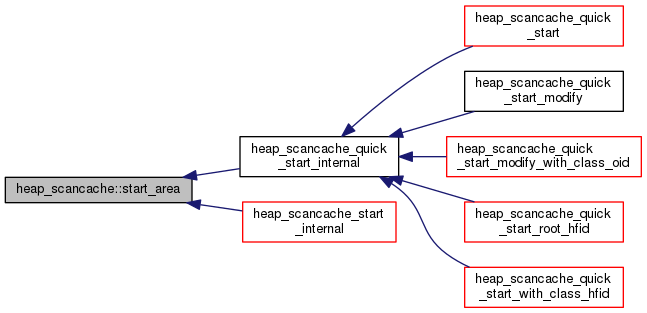 heap_scancache::start_area
heap_scancache_quick
_start_internal
heap_scancache_start
_internal
heap_scancache_quick
_start
heap_scancache_quick
_start_modify
heap_scancache_quick
_start_modify_with_class_oid
heap_scancache_quick
_start_root_hfid
heap_scancache_quick
_start_with_class_hfid